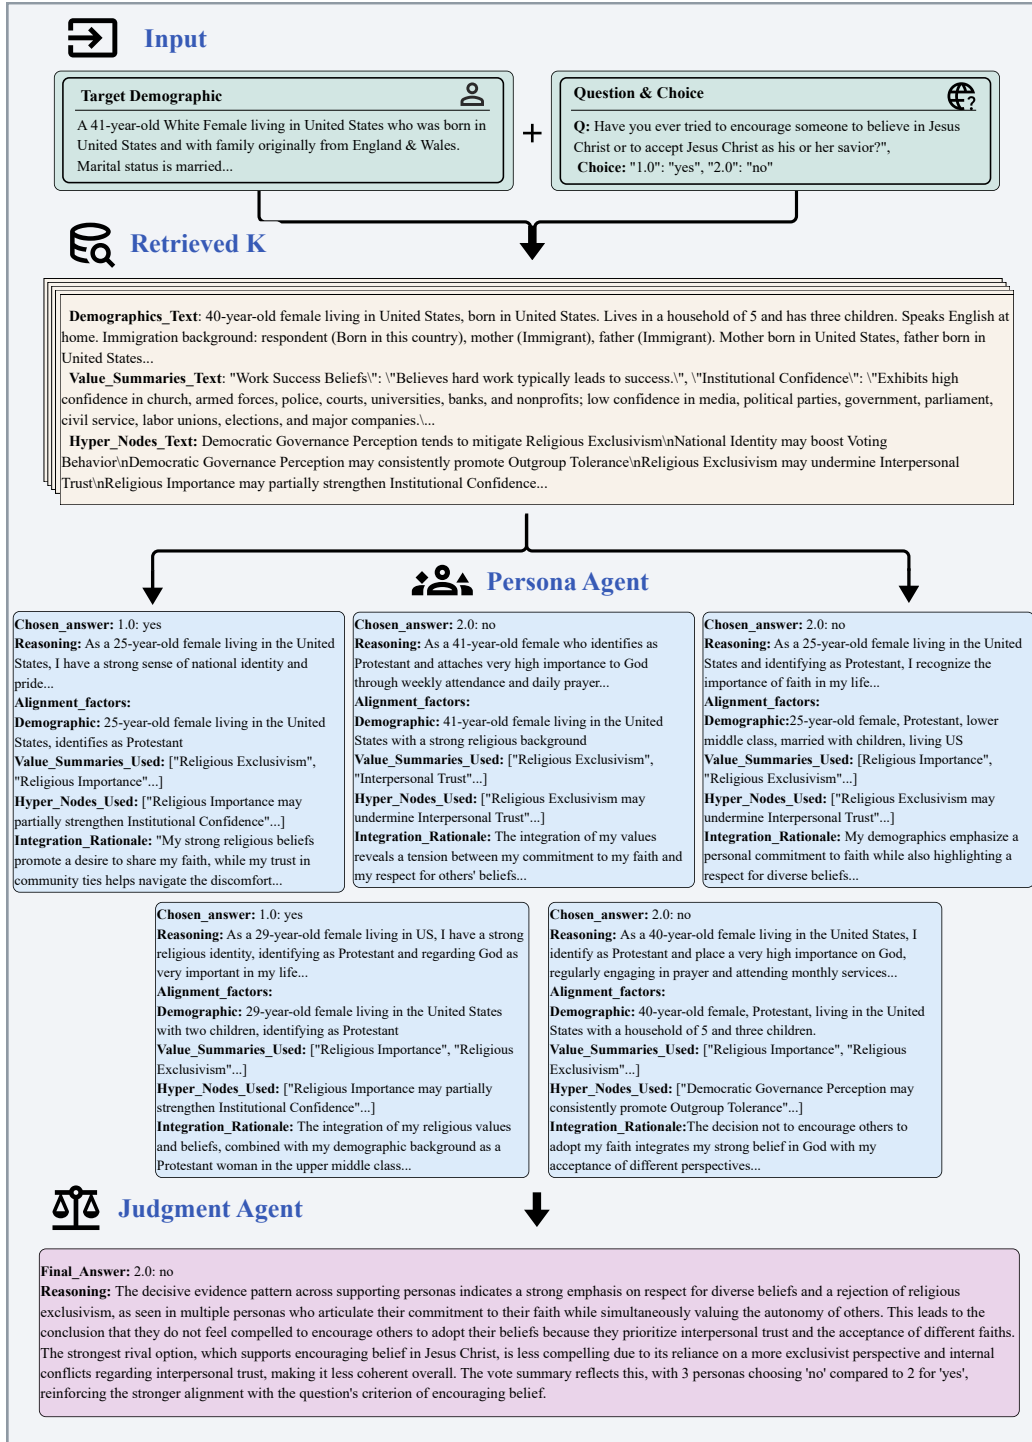 Input
Target Demographic
A 41-year-old White Female living in United States who was born in
United States and with family originally from England & Wales.
Marital status is married...
+
Question & Choice
Q: Have you ever tried to encourage someone to believe in Jesus
Christ or to accept Jesus Christ as his or her savior?",
Choice: "1.0": "yes", "2.0": "no"
Retrieved K
Demographics_Text: 40-year-old female living in United States, born in United States. Lives in a household of 5 and has three children. Speaks English at
home. Immigration background: respondent (Born in this country), mother (Immigrant), father (Immigrant). Mother born in United States, father born in
United States...
Value_Summaries_Text: "Work Success Beliefs\": \"Believes hard work typically leads to success.\", \"Institutional Confidence\": \"Exhibits high
confidence in church, armed forces, police, courts, universities, banks, and nonprofits; low confidence in media, political parties, government, parliament,
civil service, labor unions, elections, and major companies.\...
Hyper_Nodes_Text: Democratic Governance Perception tends to mitigate Religious Exclusivism\nNational Identity may boost Voting
Behavior\nDemocratic Governance Perception may consistently promote Outgroup Tolerance\nReligious Exclusivism may undermine Interpersonal
Trust\nReligious Importance may partially strengthen Institutional Confidence...
Persona Agent
Chosen_answer: 1.0: yes
Reasoning: As a 25-year-old female living in the United
States, I have a strong sense of national identity and
pride...
Alignment_factors:
Demographic: 25-year-old female living in the United
States, identifies as Protestant
Value_Summaries_Used: ["Religious Exclusivism",
"Religious Importance"...]
Hyper_Nodes_Used: ["Religious Importance may
partially strengthen Institutional Confidence"...]
Integration_Rationale: "My strong religious beliefs
promote a desire to share my faith, while my trust in
community ties helps navigate the discomfort...
Chosen_answer: 2.0: no
Reasoning: As a 41-year-old female who identifies as
Protestant and attaches very high importance to God
through weekly attendance and daily prayer...
Alignment_factors:
Demographic: 41-year-old female living in the United
States with a strong religious background
Value_Summaries_Used: ["Religious Exclusivism",
"Interpersonal Trust"...]
Hyper_Nodes_Used: ["Religious Exclusivism may
undermine Interpersonal Trust"...]
Integration_Rationale: The integration of my values
reveals a tension between my commitment to my faith and
my respect for others' beliefs...
Chosen_answer: 2.0: no
Reasoning: As a 25-year-old female living in the United
States and identifying as Protestant, I recognize the
importance of faith in my life...
Alignment_factors:
Demographic:25-year-old female, Protestant, lower
middle class, married with children, living US
Value_Summaries_Used: [Religious Importance",
"Religious Exclusivism"...]
Hyper_Nodes_Used: ["Religious Exclusivism may
undermine Interpersonal Trust"...]
Integration_Rationale: My demographics emphasize a
personal commitment to faith while also highlighting a
respect for diverse beliefs...
Chosen_answer: 1.0: yes
Reasoning: As a 29-year-old female living in US, I have a strong
religious identity, identifying as Protestant and regarding God as
very important in my life...
Alignment_factors:
Demographic: 29-year-old female living in the United States
with two children, identifying as Protestant
Value_Summaries_Used: ["Religious Importance", "Religious
Exclusivism"...]
Hyper_Nodes_Used: ["Religious Importance may partially
strengthen Institutional Confidence"...]
Integration_Rationale: The integration of my religious values
and beliefs, combined with my demographic background as a
Protestant woman in the upper middle class...
Chosen_answer: 2.0: no
Reasoning: As a 40-year-old female living in the United States, I
identify as Protestant and place a very high importance on God,
regularly engaging in prayer and attending monthly services...
Alignment_factors:
Demographic: 40-year-old female, Protestant, living in the United
States with a household of 5 and three children.
Value_Summaries_Used: ["Religious Importance", "Religious
Exclusivism"...]
Hyper_Nodes_Used: ["Democratic Governance Perception may
consistently promote Outgroup Tolerance"...]
Integration_Rationale:The decision not to encourage others to
adopt my faith integrates my strong belief in God with my
acceptance of different perspectives...
Judgment Agent
Final_Answer: 2.0: no
Reasoning: The decisive evidence pattern across supporting personas indicates a strong emphasis on respect for diverse beliefs and a rejection of religious
exclusivism, as seen in multiple personas who articulate their commitment to their faith while simultaneously valuing the autonomy of others. This leads to the
conclusion that they do not feel compelled to encourage others to adopt their beliefs because they prioritize interpersonal trust and the acceptance of different faiths.
The strongest rival option, which supports encouraging belief in Jesus Christ, is less compelling due to its reliance on a more exclusivist perspective and internal
conflicts regarding interpersonal trust, making it less coherent overall. The vote summary reflects this, with 3 personas choosing 'no' compared to 2 for 'yes',
reinforcing the stronger alignment with the question's criterion of encouraging belief.